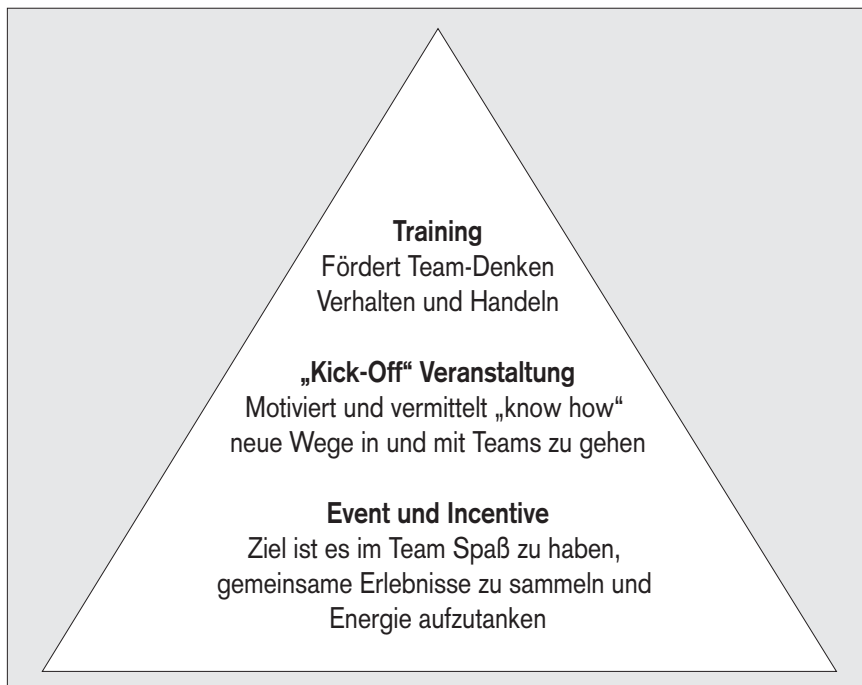 Training
Fördert Team-Denken
Verhalten und Handeln
„Kick-Off“ Veranstaltung
Motiviert und vermittelt „know how“
neue Wege in und mit Teams zu gehen
Event und Incentive
Ziel ist es im Team Spaß zu haben,
gemeinsame Erlebnisse zu sammeln und
Energie aufzutanken